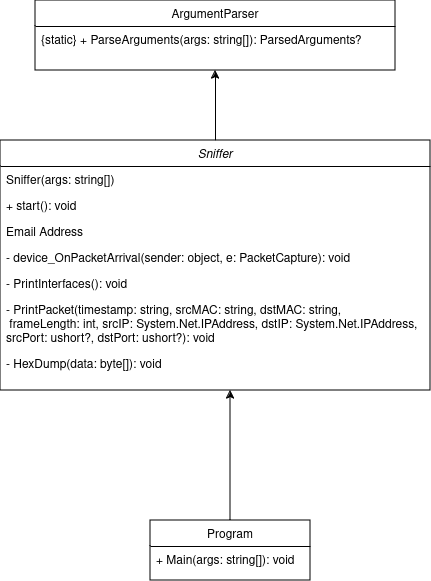 ArgumentParser
{static} + ParseArguments(args: string[]): ParsedArguments?
Sniffer
Sniffer(args: string[])
+ start(): void
Email Address
- device_OnPacketArrival(sender: object, e: PacketCapture): void
- PrintInterfaces(): void
- PrintPacket(timestamp: string, srcMAC: string, dstMAC: string,
frameLength: int, srcIP: System.Net.IPAddress, dstIP: System.Net.IPAddress,
srcPort: ushort?, dstPort: ushort?): void
- HexDump(data: byte[]): void
Program
+ Main(args: string[]): void